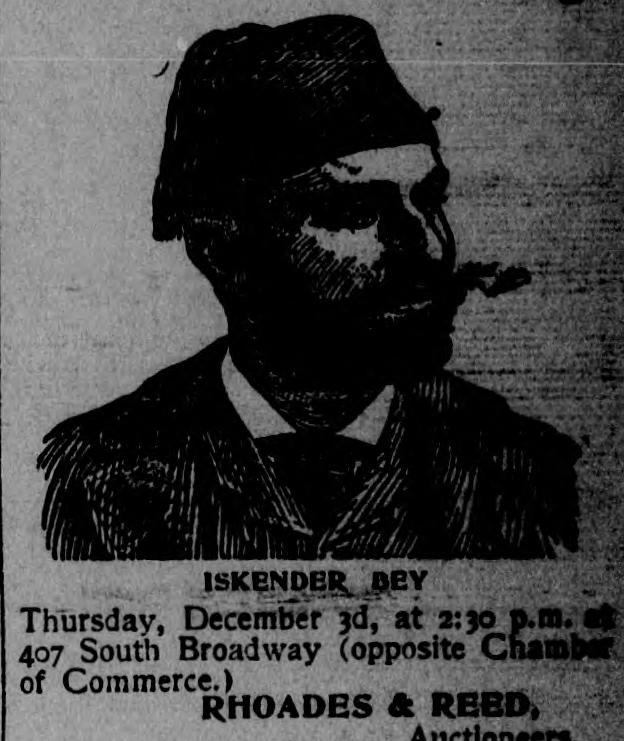 ISKENDER BEY
Thursday, December 3d, at 2:30 p.m. at
407 South Broadway (opposite Chamber
of Commerce.)
RHOADES & REED,
Auctioneers